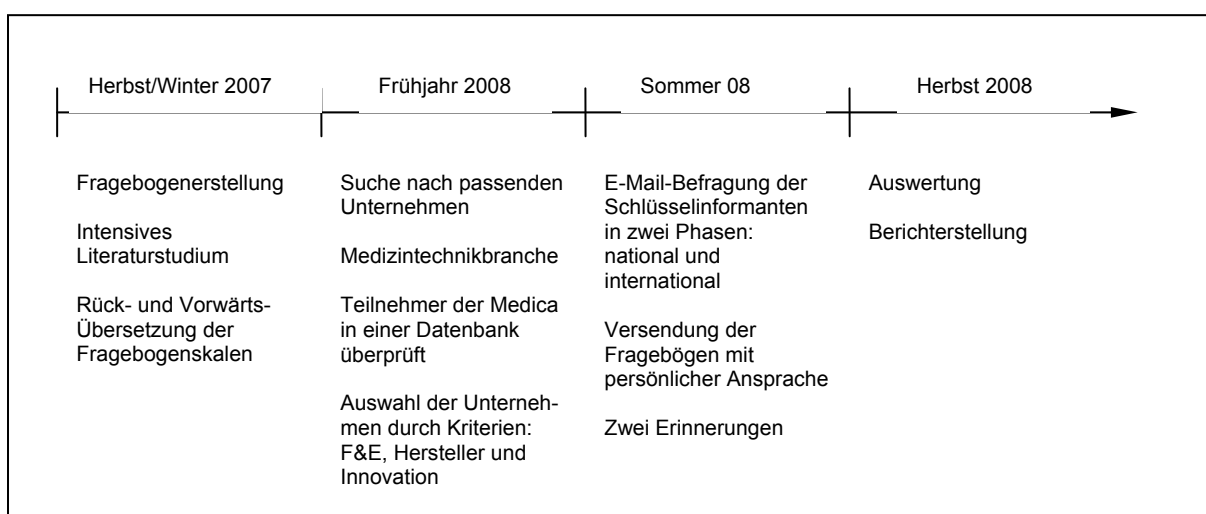 Herbst/Winter 2007
Frühjahr 2008
Sommer 08
Herbst 2008
Fragebogenerstellung
Intensives
Literaturstudium
Rück- und Vorwärts-
Übersetzung der
Fragebogenskalen
Suche nach passenden
Unternehmen
Medizintechnikbranche
Teilnehmer der Medica
in einer Datenbank
überprüft
Auswahl der Unterneh-
men durch Kriterien:
F&E, Hersteller und
Innovation
E-Mail-Befragung der
Schlüsselinformanten
in zwei Phasen:
national und
international
Versendung der
Fragebögen mit
persönlicher Ansprache
Zwei Erinnerungen
Auswertung
Berichterstellung